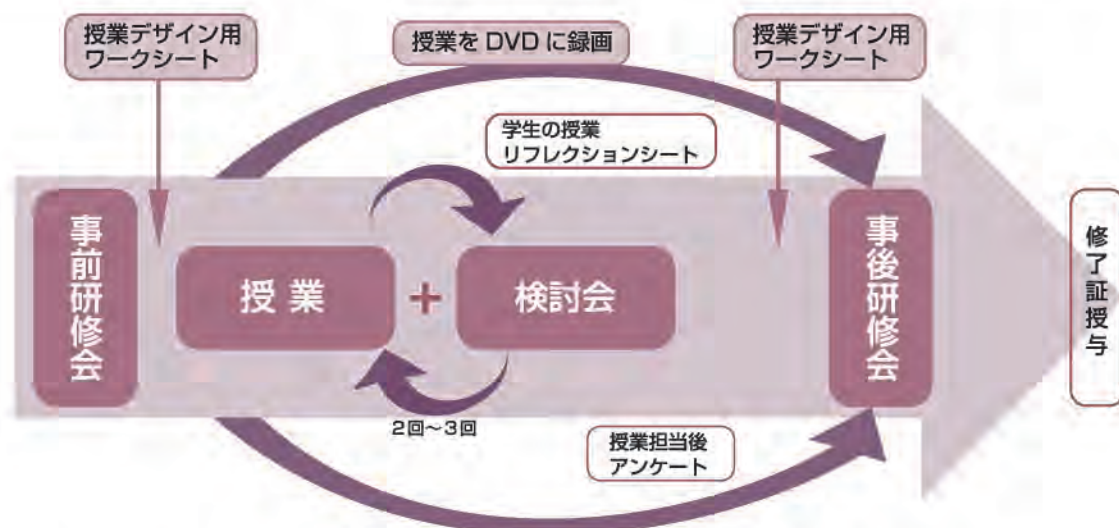 授業デザイン用
ワークシート
授業を DVD に録画
授業デザイン用
ワークシート
学生の授業
リフレクションシート
事前研修会
授業
+
検討会
事後研修会
修了証授与
2回〜3回
授業担当後
アンケート